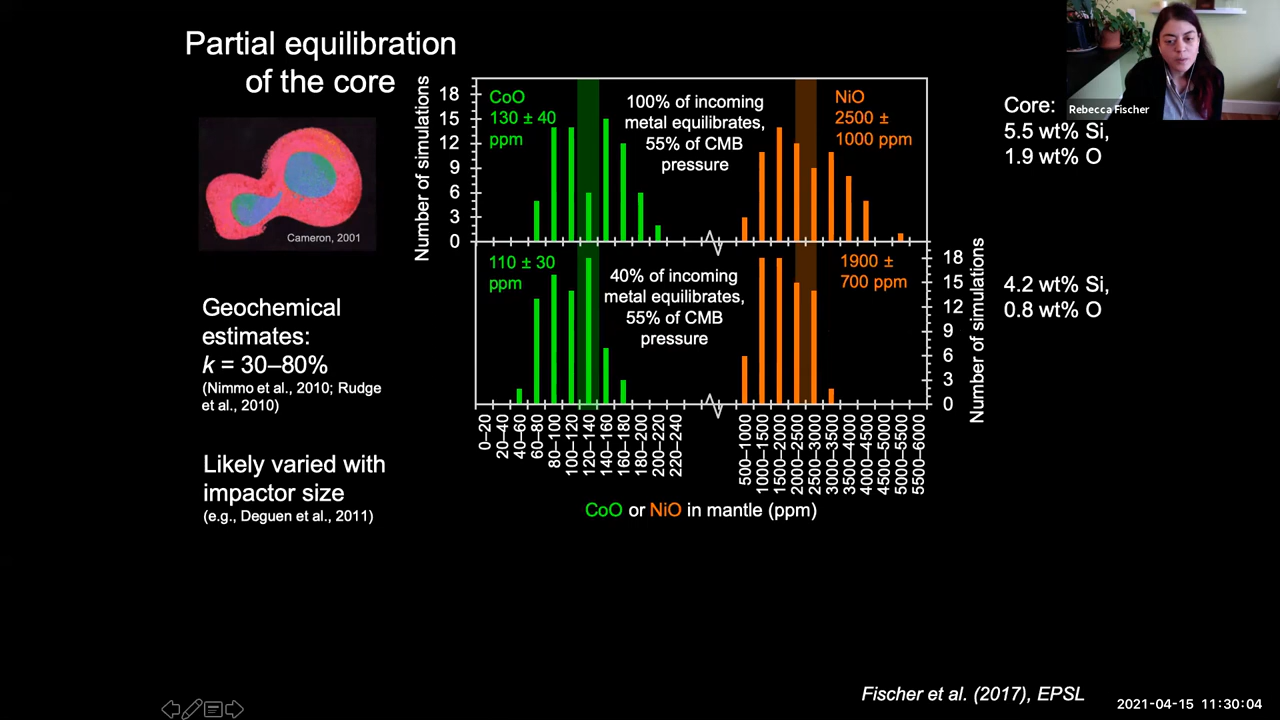 Partial equilibration
of the core
Cameron, 2001
Geochemical
estimates:
k = 30–80%
(Nimmo et al., 2010; Rudge
et al., 2010)
Likely varied with
impactor size
(e.g., Deguen et al., 2011)
Number of simulations
18
15
12
9
6
3
0
CoO
130 ± 40
ppm
100% of incoming
metal equilibrates,
55% of CMB
pressure
NiO
2500 ±
1000 ppm
110 ± 30
ppm
40% of incoming
metal equilibrates,
55% of CMB
pressure
1900 ±
700 ppm
18
15
12
9
6
3
0
Number of simulations
0–20
20–40
40–60
60–80
80–100
100–120
120–140
140–160
160–180
180–200
200–220
220–240
500–1000
1000–1500
1500–2000
2000–2500
2500–3000
3000–3500
3500–4000
4000–4500
4500–5000
5000–5500
5500–6000
CoO or NiO in mantle (ppm)
Core:
5.5 wt% Si,
1.9 wt% O
4.2 wt% Si,
0.8 wt% O
Rebecca Fischer
Fischer et al. (2017), EPSL
2021-04-15 11:30:04